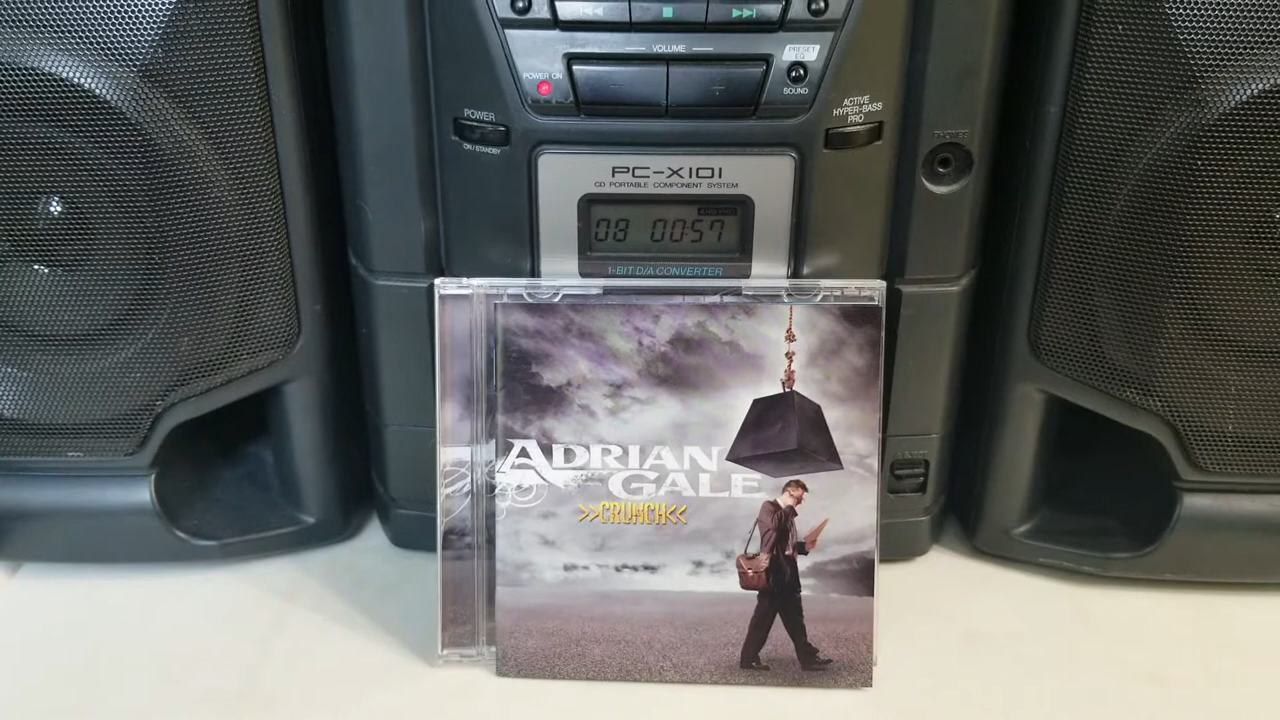 VOLUME
PRESET
EQ
POWER ON
SOUND
POWER
ON/STANDBY
ACTIVE
HYPER-BASS
PRO
PHONES
PC-X101
CD PORTABLE COMPONENT SYSTEM
08 00:57
1-BIT D/A CONVERTER
ADRIAN
GALE
>>CRUNCH<<